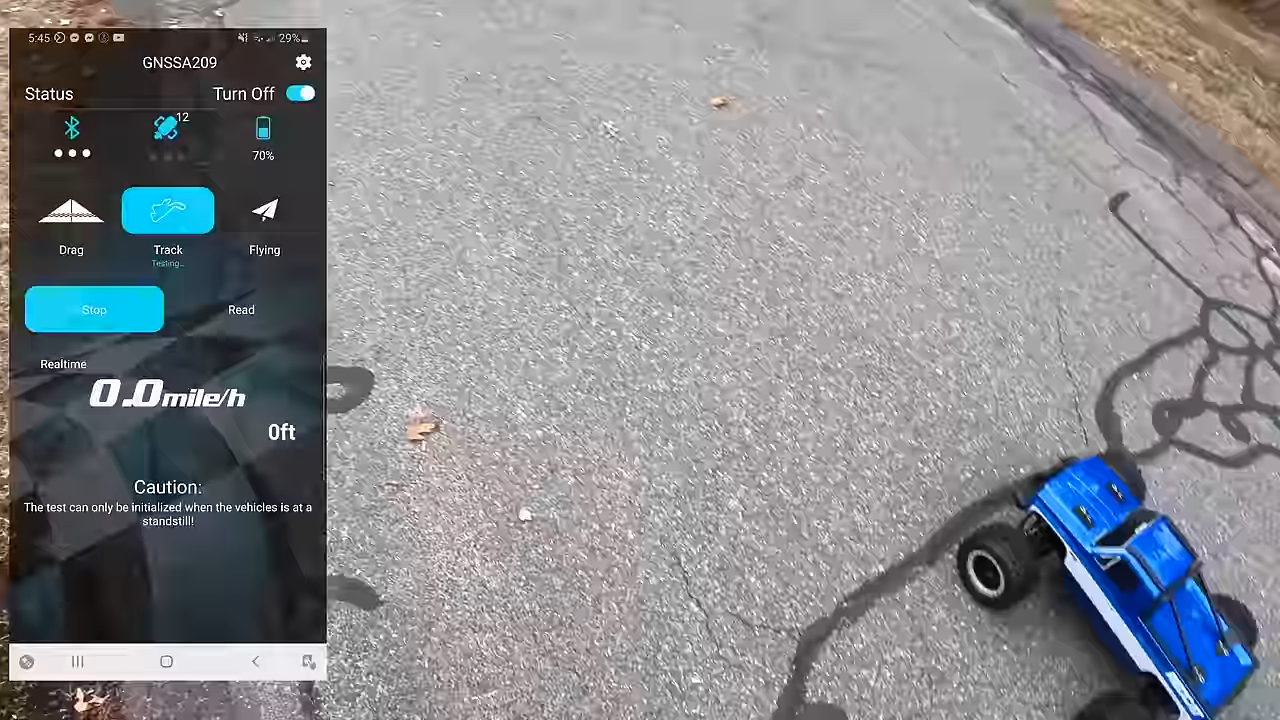 5:45
29%
GNSSA209
Status
Turn Off
12
70%
Drag
Track
Flying
Testing...
Stop
Read
Realtime
0.0mile/h
0ft
Caution:
The test can only be initialized when the vehicles is at a
standstill!